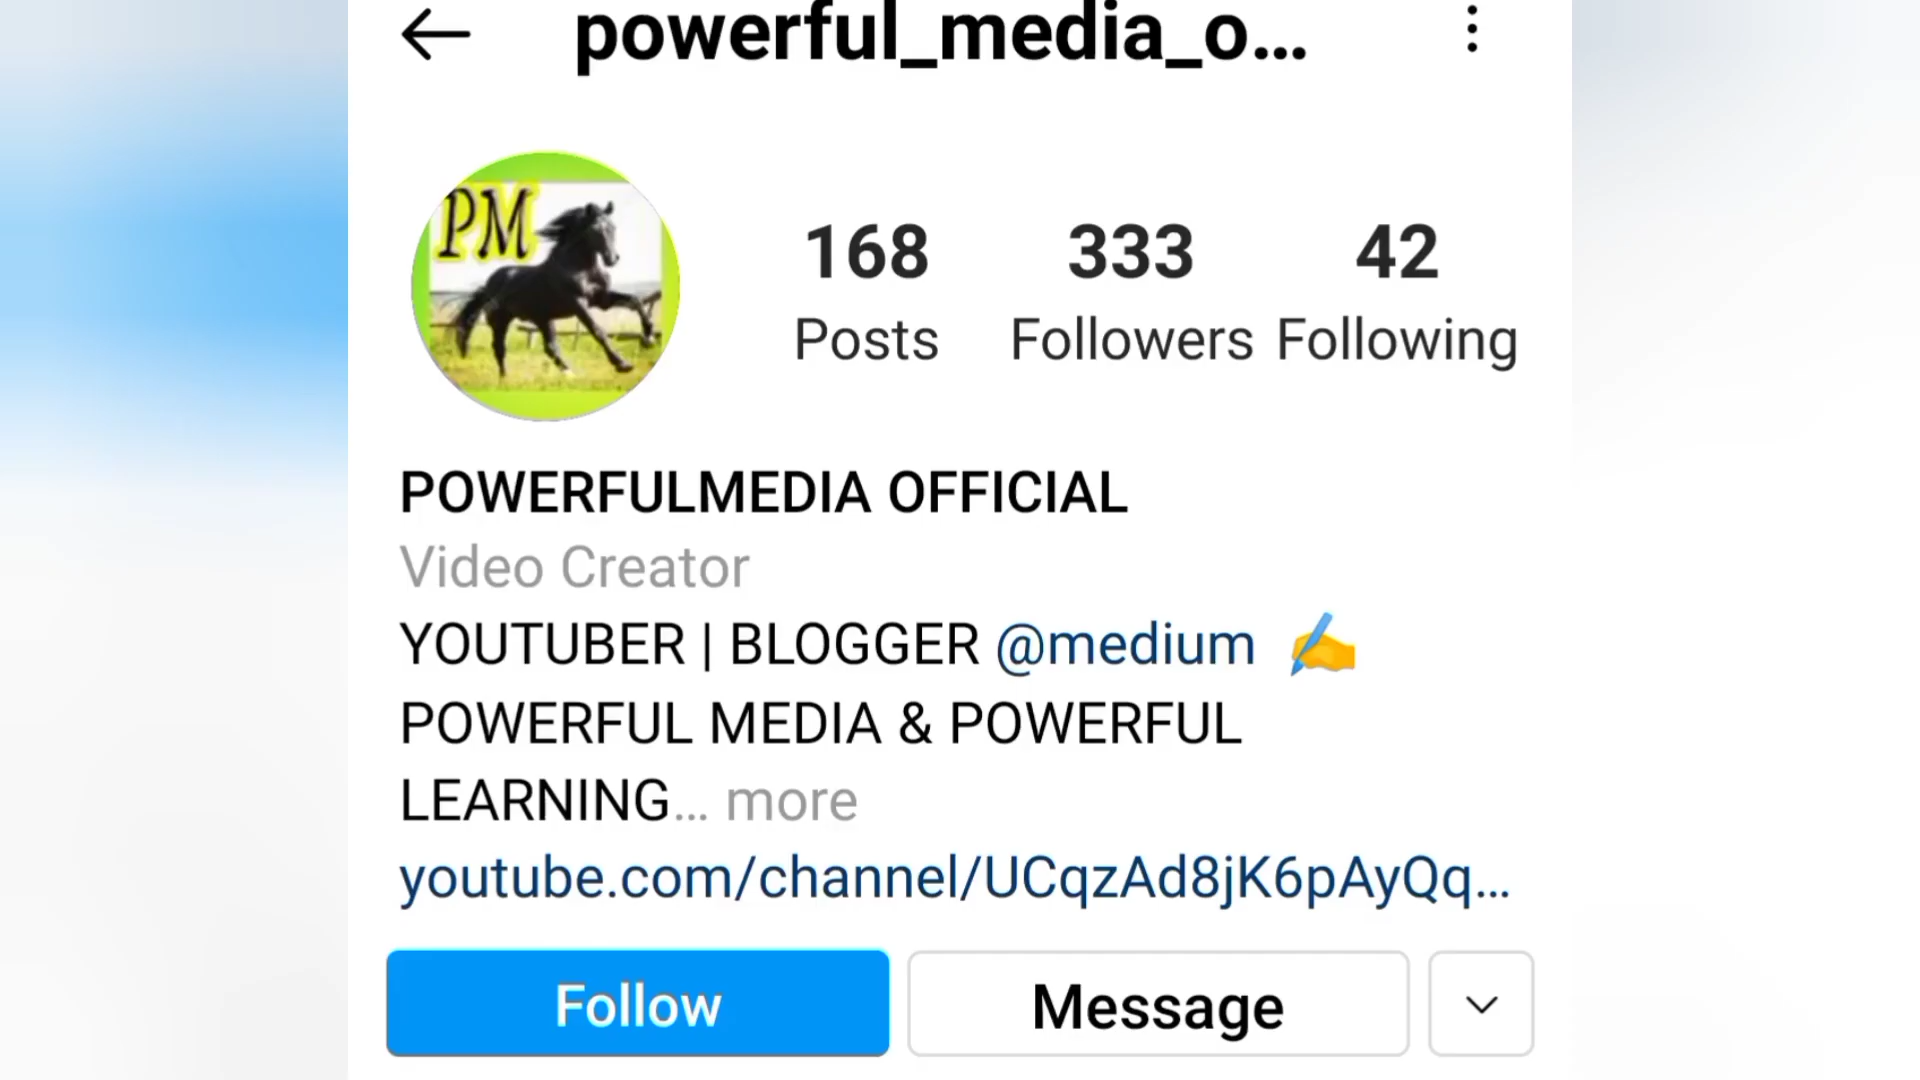 powerful_media_o...
PM
168 333 42
Posts Followers Following
POWERFULMEDIA OFFICIAL
Video Creator
YOUTUBER | BLOGGER @medium ✍️
POWERFUL MEDIA & POWERFUL
LEARNING... more
youtube.com/channel/UCqzAd8jK6pAyQq...
Follow Message